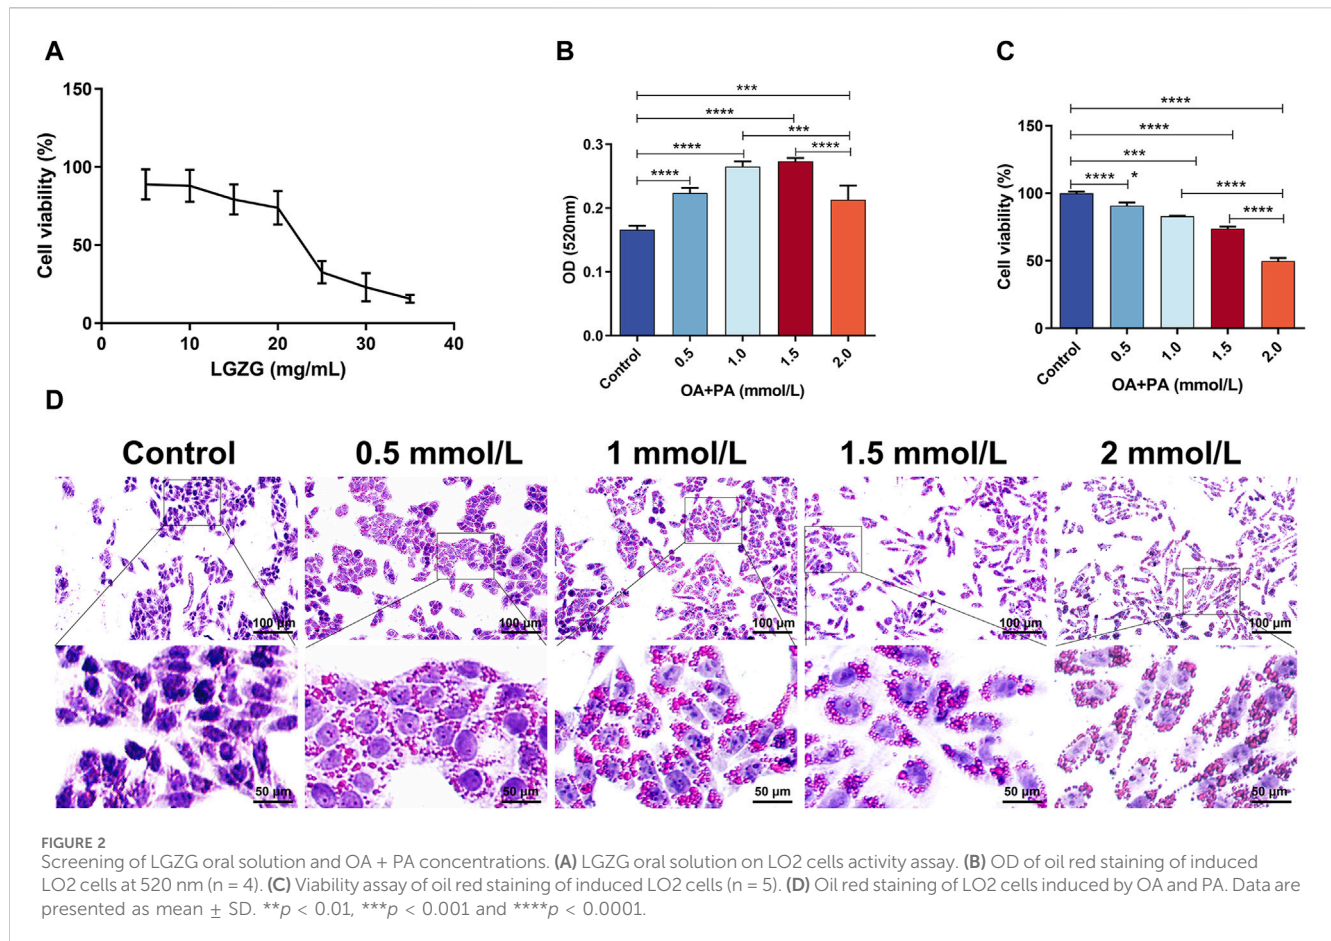 A
150
100
50
0
Cell viability (%)
0 10 20 30 40
LGZG (mg/mL)
B
***
****
***
****
****
****
0.3
0.2
0.1
0.0
OD (520nm)
Control 0.5 1.0 1.5 2.0
OA+PA (mmol/L)
C
****
****
***
**** *
****
****
150
100
50
0
Cell viability (%)
Control 0.5 1.0 1.5 2.0
OA+PA (mmol/L)
D
Control 0.5 mmol/L 1 mmol/L 1.5 mmol/L 2 mmol/L
100 µm 100 µm 100 µm 100 µm 100 µm
50 µm 50 µm 50 µm 50 µm 50 µm
FIGURE 2
Screening of LGZG oral solution and OA + PA concentrations. (A) LGZG oral solution on LO2 cells activity assay. (B) OD of oil red staining of induced
LO2 cells at 520 nm (n = 4). (C) Viability assay of oil red staining of induced LO2 cells (n = 5). (D) Oil red staining of LO2 cells induced by OA and PA. Data are
presented as mean ± SD. **p < 0.01, ***p < 0.001 and ****p < 0.0001.